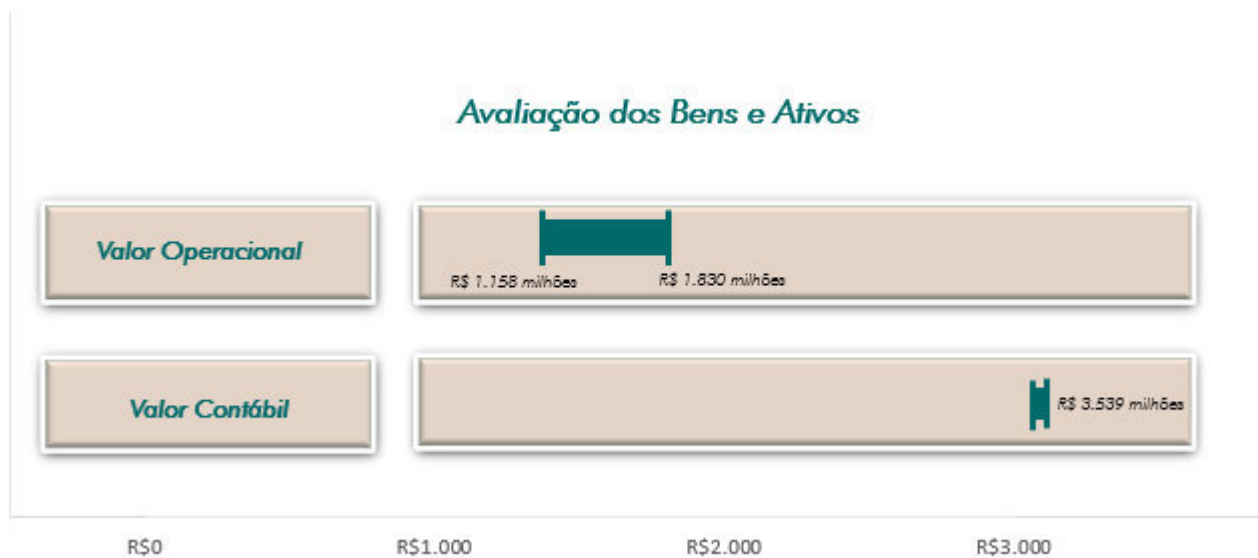 Avaliação dos Bens e Ativos
Valor Operacional
R$ 1.158 milhões
R$ 1.830 milhões
Valor Contábil
R$ 3.539 milhões
R$0
R$1.000
R$2.000
R$3.000